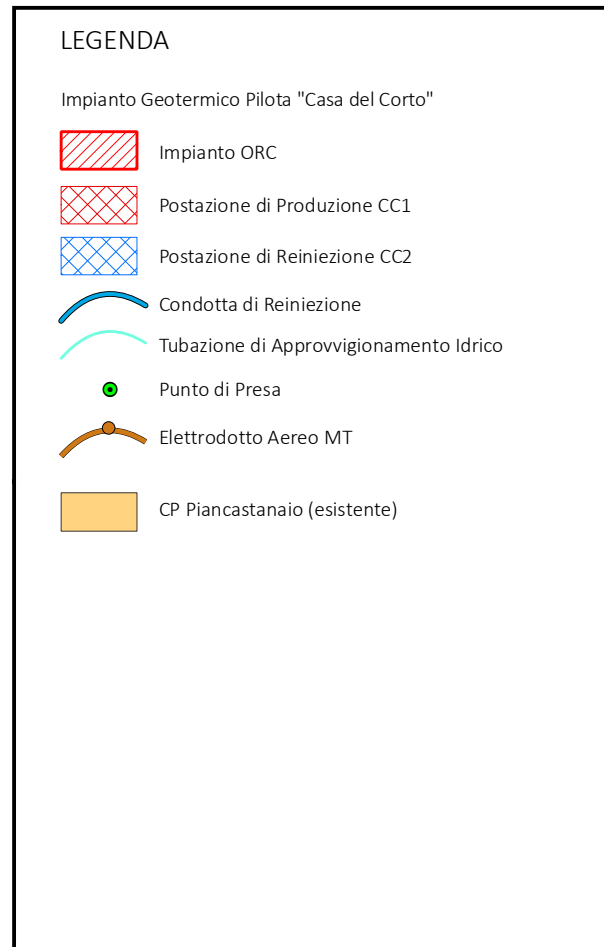 LEGENDA
Impianto Geotermico Pilota "Casa del Corto"
Impianto ORC
Postazione di Produzione CC1
Postazione di Reiniezione CC2
Condotta di Reiniezione
Tubazione di Approvvigionamento Idrico
Punto di Presa
Elettrodotto Aereo MT
CP Piancastanaio (esistente)